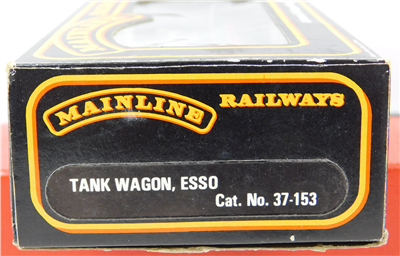 MAINLINE RAILWAYS
TANK WAGON, ESSO
Cat. No. 37-153